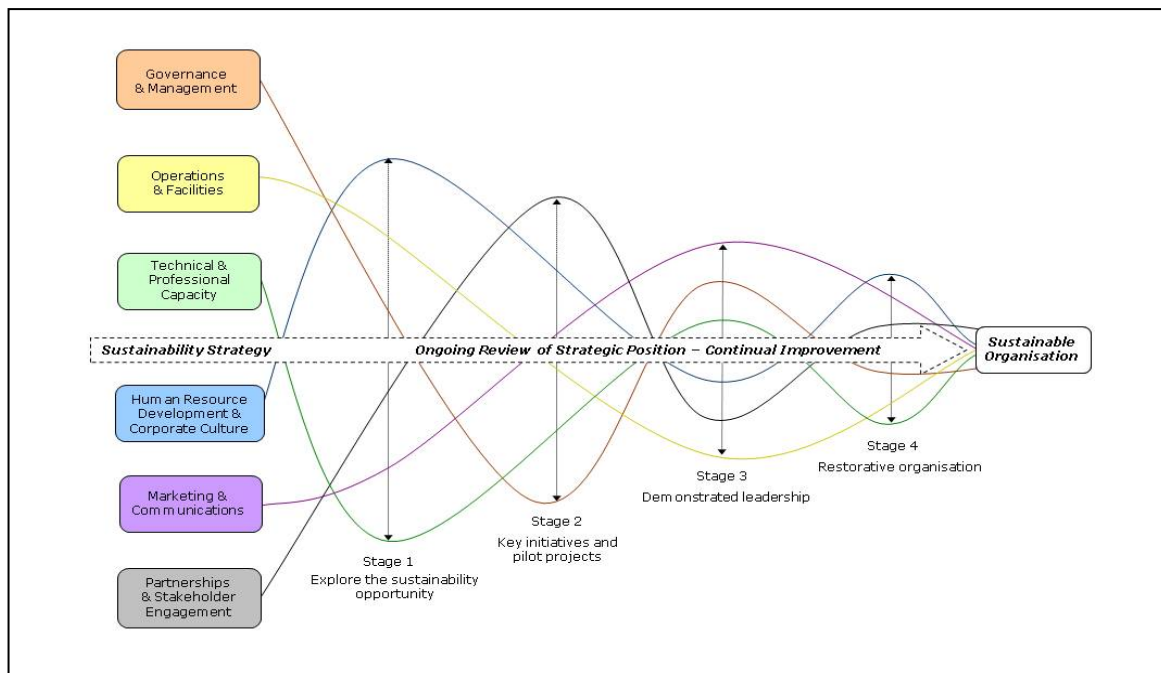 Governance
& Management
Operations
& Facilities
Technical &
Professional
Capacity
Sustainability Strategy
Ongoing Review of Strategic Position – Continual Improvement
Sustainable
Organisation
Human Resource
Development &
Corporate Culture
Marketing &
Communications
Partnerships
& Stakeholder
Engagement
Stage 1
Explore the sustainability
opportunity
Stage 2
Key initiatives and
pilot projects
Stage 3
Demonstrated leadership
Stage 4
Restorative organisation